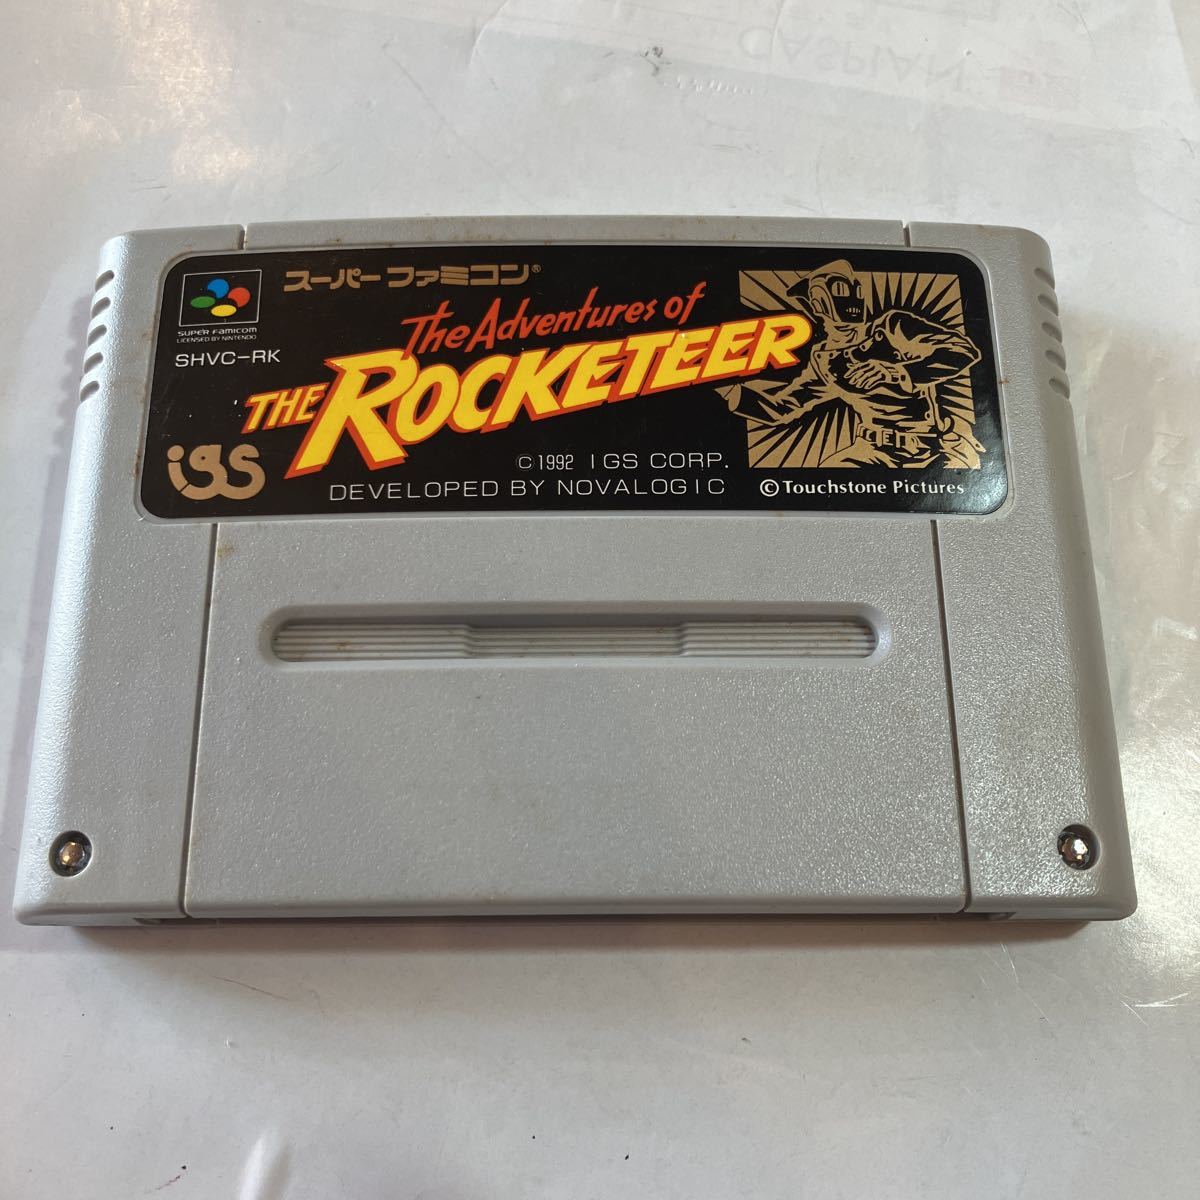 スーパーファミコン®
SUPER FAMICOM
LICENSED BY NINTENDO
SHVC-RK
The Adventures of
THE ROCKETEER
igs
©1992 IGS CORP.
DEVELOPED BY NOVALOGIC
© Touchstone Pictures
CASPIAN